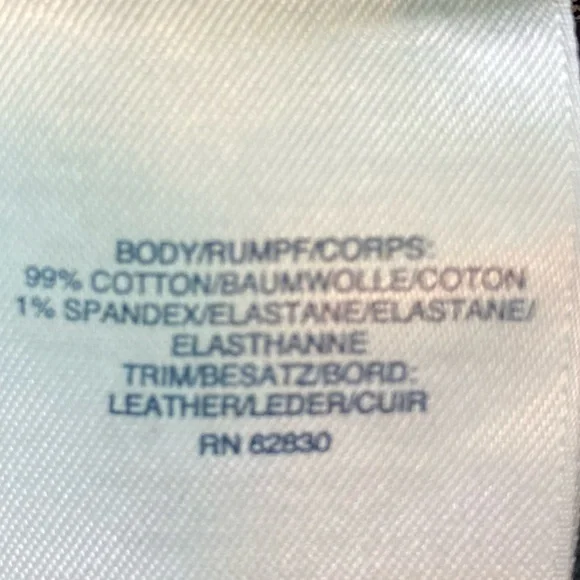 BODY/RUMPF/CORPS:
99% COTTON/BAUMWOLLE/COTON
1% SPANDEX/ELASTANE/ELASTANE/
ELASTHANNE
TRIM/BESATZ/BORD:
LEATHER/LEDER/CUIR
RN 62830